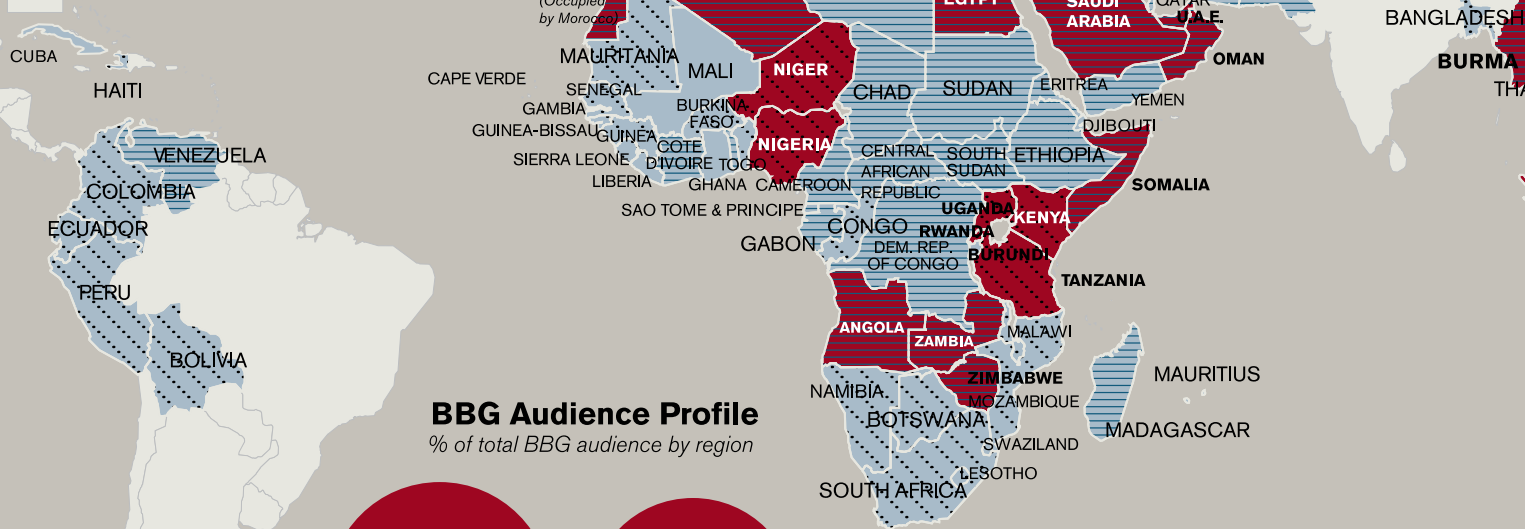 (Occupied
by Morocco)
EGYPT
SAUDI
ARABIA
QATAR
U.A.E.
OMAN
BANGLADESH
BURMA
CUBA
HAITI
MAURITANIA
MALI
NIGER
CHAD
SUDAN
ERITREA
YEMEN
CAPE VERDE
SENEGAL
GAMBIA
BURKINA
FASO
GUINEA-BISSAU
GUINEA
COTE
D'IVOIRE
TOGO
NIGERIA
DJIBOUTI
SIERRA LEONE
LIBERIA
GHANA
CAMEROON
CENTRAL
AFRICAN
REPUBLIC
SOUTH
SUDAN
ETHIOPIA
SOMALIA
VENEZUELA
COLOMBIA
ECUADOR
PERU
BOLIVIA
SAO TOME & PRINCIPE
GABON
CONGO
DEM. REP.
OF CONGO
UGANDA
KENYA
RWANDA
BURUNDI
TANZANIA
ANGOLA
ZAMBIA
MALAWI
ZIMBABWE
MOZAMBIQUE
MAURITIUS
MADAGASCAR
NAMIBIA
BOTSWANA
SWAZILAND
LESOTHO
SOUTH AFRICA
BBG Audience Profile
% of total BBG audience by region